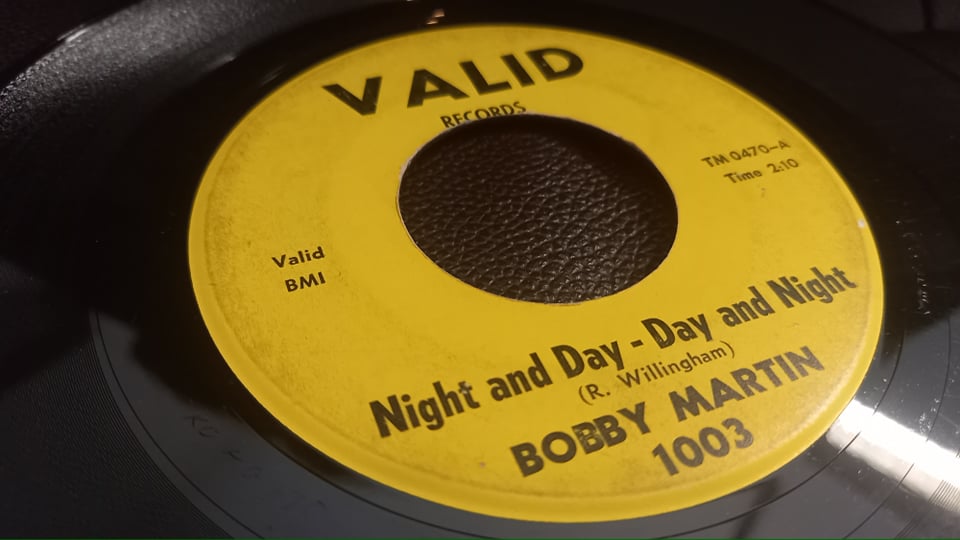 VALID
RECORDS
TM 0470-A
Time 2:10
Valid
BMI
Night and Day - Day and Night
(R. Willingham)
BOBBY MARTIN
1003